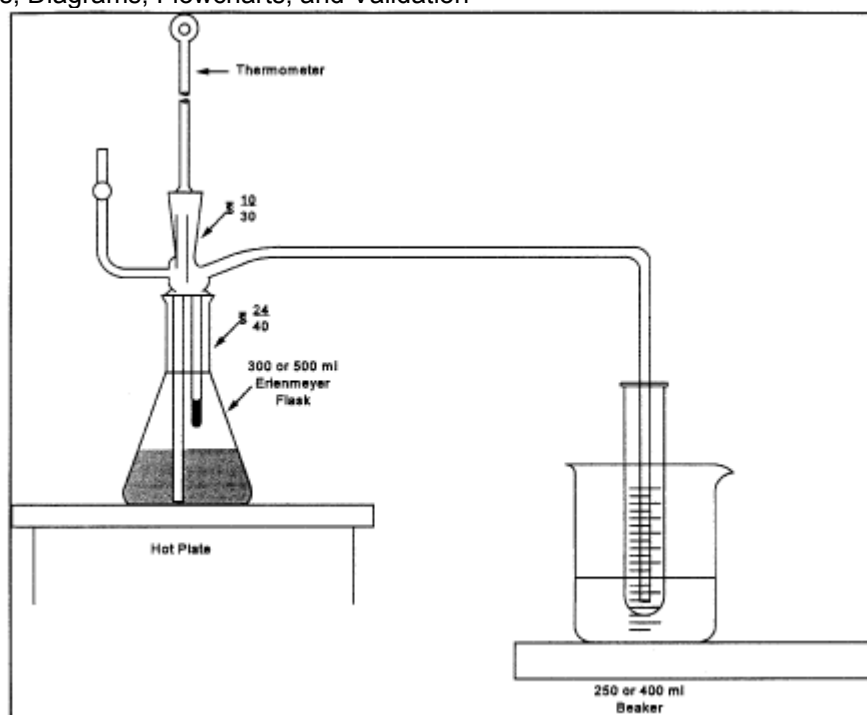 s, Diagrams, Flowcharts, and Validation
Thermometer
10
30
24
40
300 or 500 ml
Erlenmeyer
Flask
Hot Plate
250 or 400 ml
Beaker